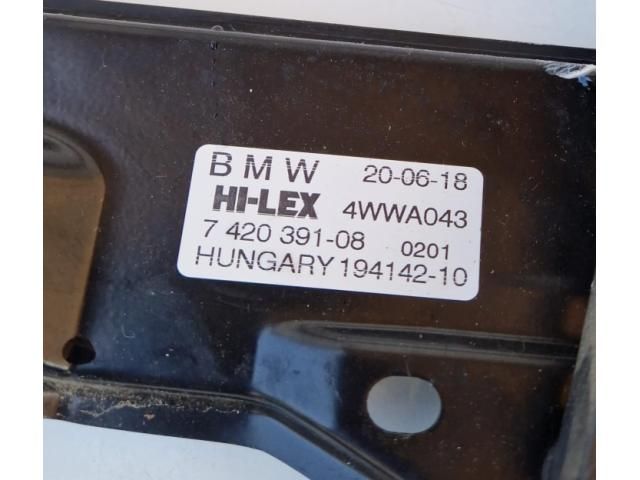 BMW 20-06-18
HI-LEX 4WWA043
7 420 391-08 0201
HUNGARY 194142-10